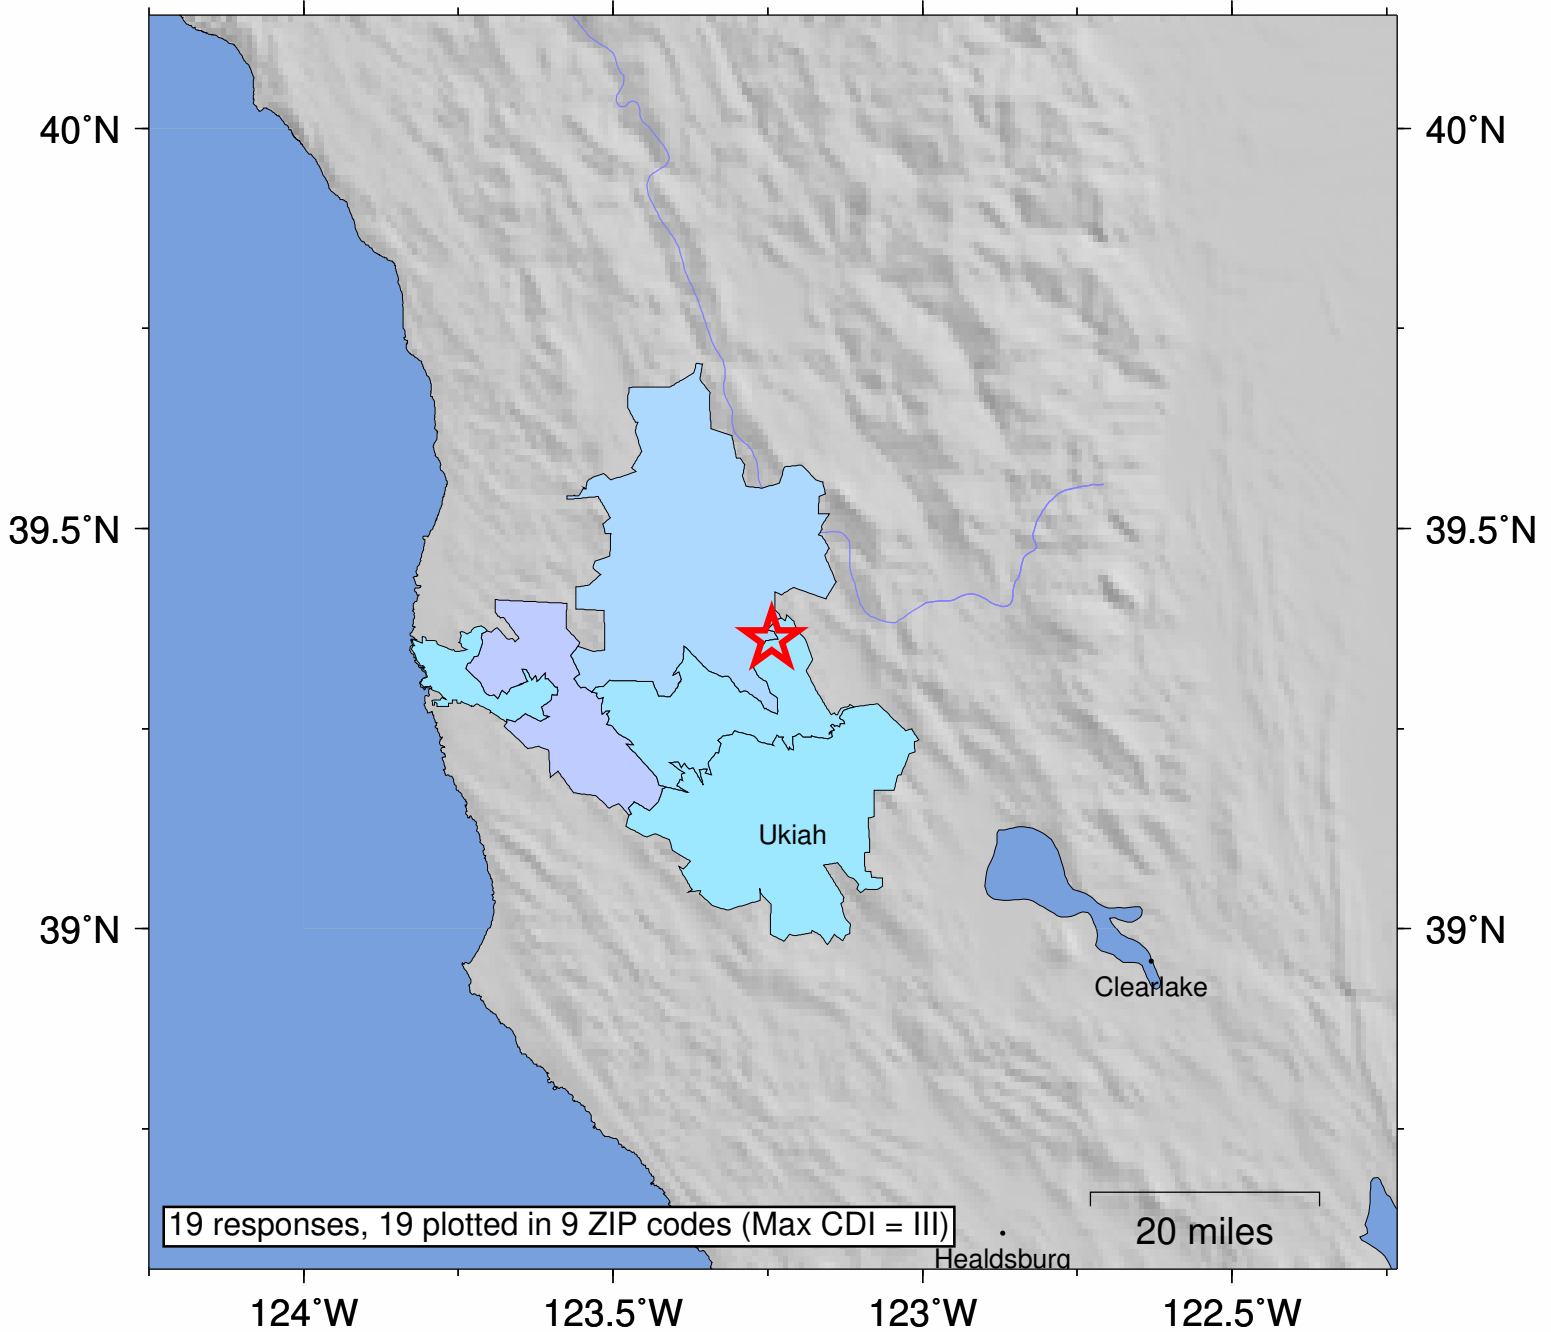 40˚N
40˚N
39.5˚N
39.5˚N
Ukiah
39˚N
39˚N
Clearlake
19 responses, 19 plotted in 9 ZIP codes (Max CDI = III)
20 miles
Healdsburg
124˚W
123.5˚W
123˚W
122.5˚W